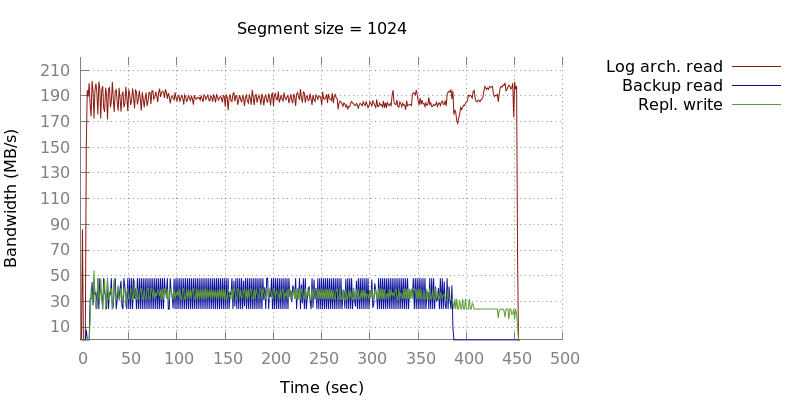 Segment size = 1024
Log arch. read
Backup read
Repl. write
Bandwidth (MB/s)
210
190
170
150
130
110
90
70
50
30
10
0 50 100 150 200 250 300 350 400 450 500
Time (sec)